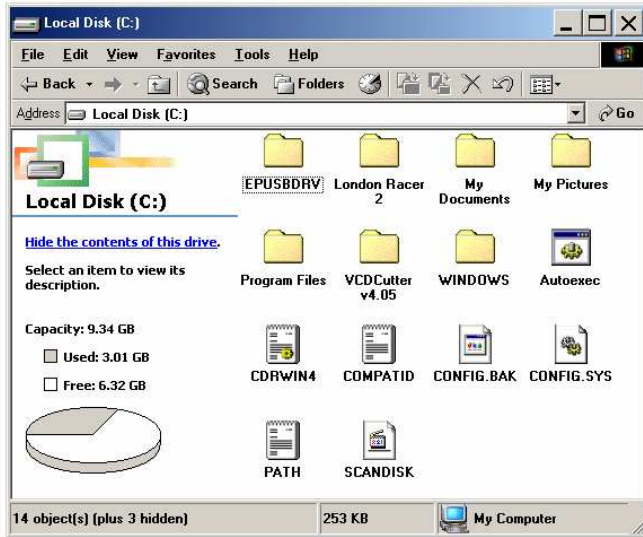 Local Disk (C:)
File Edit View Favorites Tools Help
Back Search Folders
Address Local Disk (C:) Go
Local Disk (C:)
Hide the contents of this drive.
Select an item to view its
description.
Capacity: 9.34 GB
Used: 3.01 GB
Free: 6.32 GB
EPUSBDRV
London Racer
2
My
Documents
My Pictures
Program Files
VCDCutter
v4.05
WINDOWS
Autoexec
CDRWIN4
COMPATID
CONFIG.BAK
CONFIG.SYS
PATH
SCANDISK
14 object(s) (plus 3 hidden) 253 KB My Computer